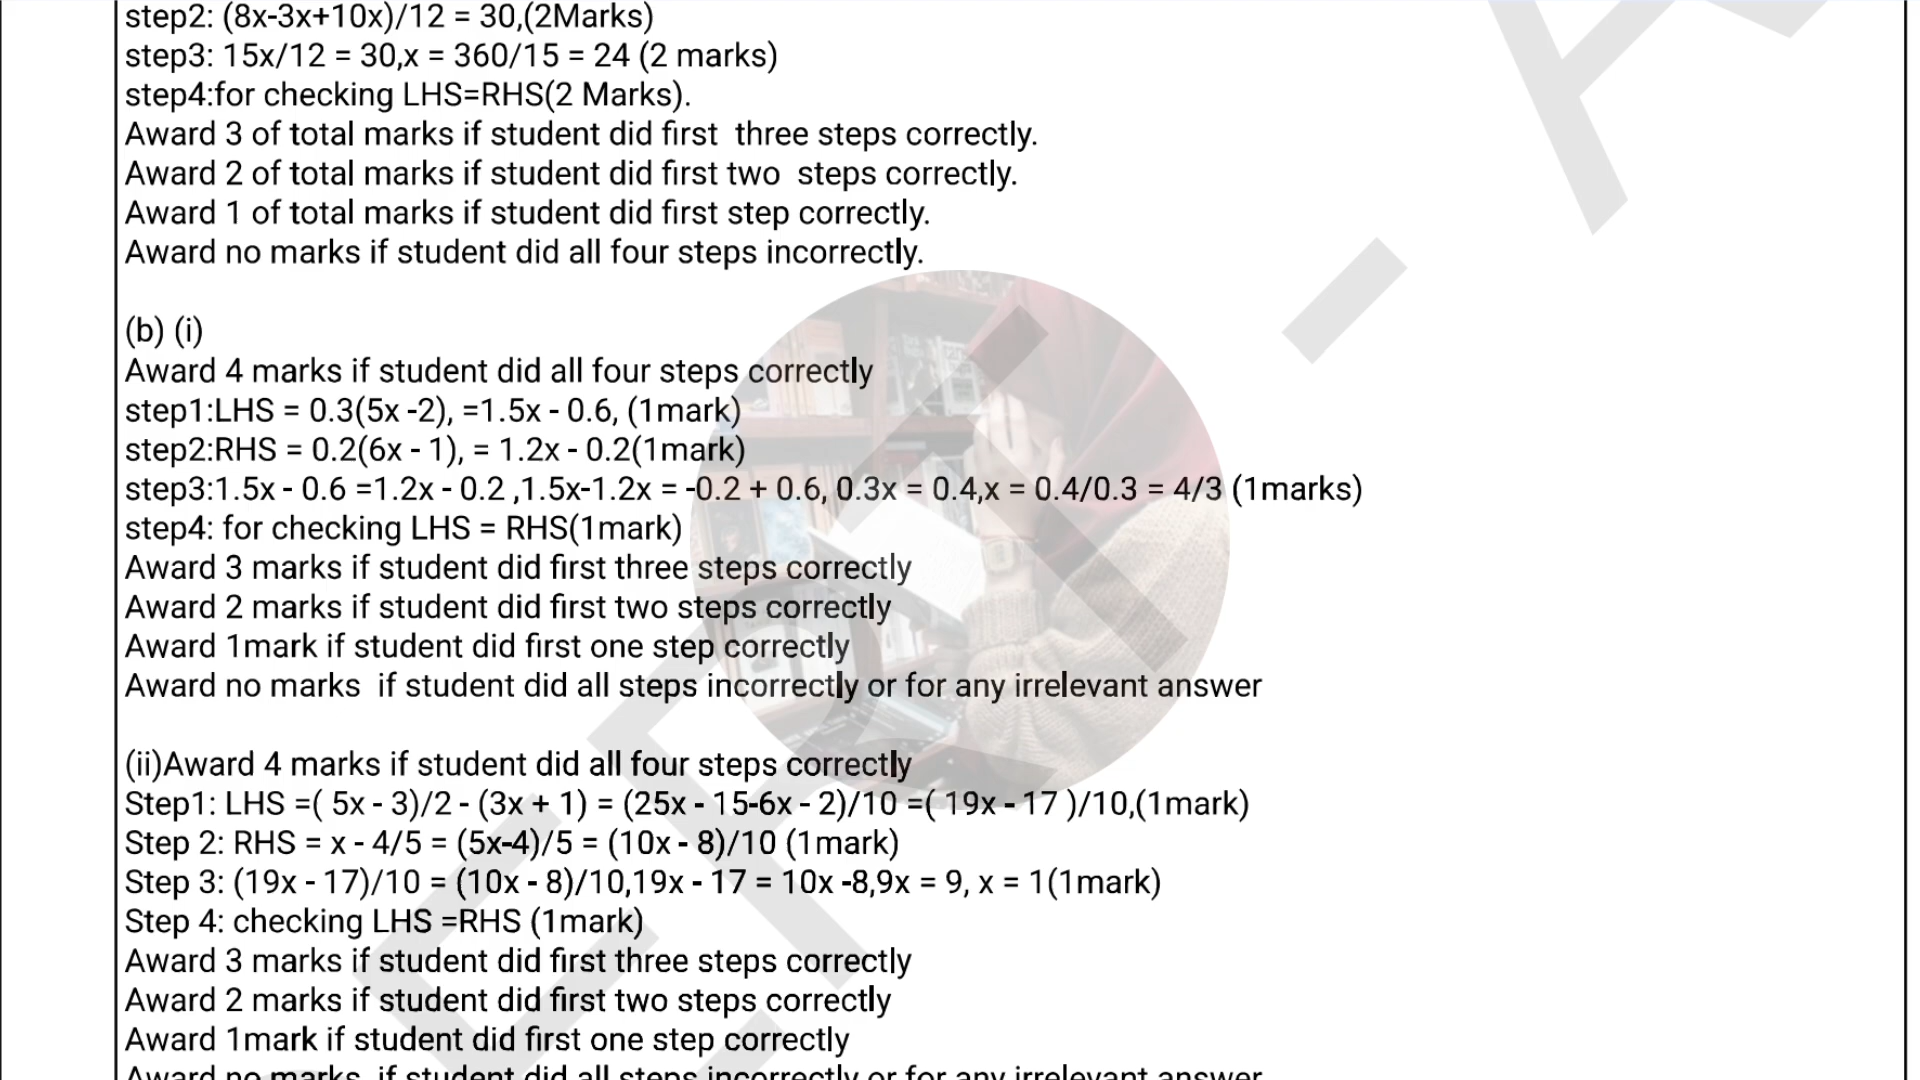 step2: (8x-3x+10x)/12 = 30,(2Marks)
step3: 15x/12 = 30,x = 360/15 = 24 (2 marks)
step4:for checking LHS=RHS(2 Marks).
Award 3 of total marks if student did first  three steps correctly.
Award 2 of total marks if student did first two  steps correctly.
Award 1 of total marks if student did first step correctly.
Award no marks if student did all four steps incorrectly.
(b) (i)
Award 4 marks if student did all four steps correctly
step1:LHS = 0.3(5x -2), =1.5x - 0.6, (1mark)
step2:RHS = 0.2(6x - 1), = 1.2x - 0.2(1mark)
step3:1.5x - 0.6 =1.2x - 0.2 ,1.5x-1.2x = -0.2 + 0.6, 0.3x = 0.4,x = 0.4/0.3 = 4/3 (1marks)
step4: for checking LHS = RHS(1mark)
Award 3 marks if student did first three steps correctly
Award 2 marks if student did first two steps correctly
Award 1mark if student did first one step correctly
Award no marks  if student did all steps incorrectly or for any irrelevant answer
(ii)Award 4 marks if student did all four steps correctly
Step1: LHS =( 5x - 3)/2 - (3x + 1) = (25x - 15-6x - 2)/10 =( 19x - 17 )/10,(1mark)
Step 2: RHS = x - 4/5 = (5x-4)/5 = (10x - 8)/10 (1mark)
Step 3: (19x - 17)/10 = (10x - 8)/10,19x - 17 = 10x -8,9x = 9, x = 1(1mark)
Step 4: checking LHS =RHS (1mark)
Award 3 marks if student did first three steps correctly
Award 2 marks if student did first two steps correctly
Award 1mark if student did first one step correctly
Award no marks  if student did all steps incorrectly or for any irrelevant answer